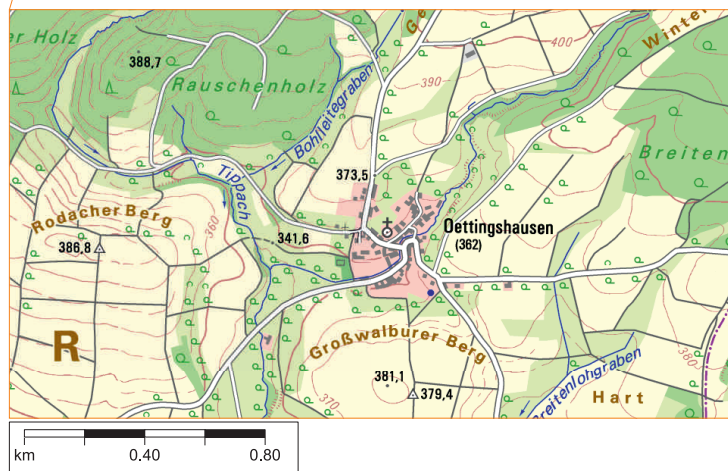 er Holz
388,7
Rauschenholz
Bohlleitegraben
Ge
400
Winter
390
Breiten
373,5
Tippach
Rodacher Berg
360
341,6
386,8
Oettingshausen
(362)
R
Großwalburer Berg
381,1
379,4
370
Breitenlohgraben
380
Hart
km 0.40 0.80